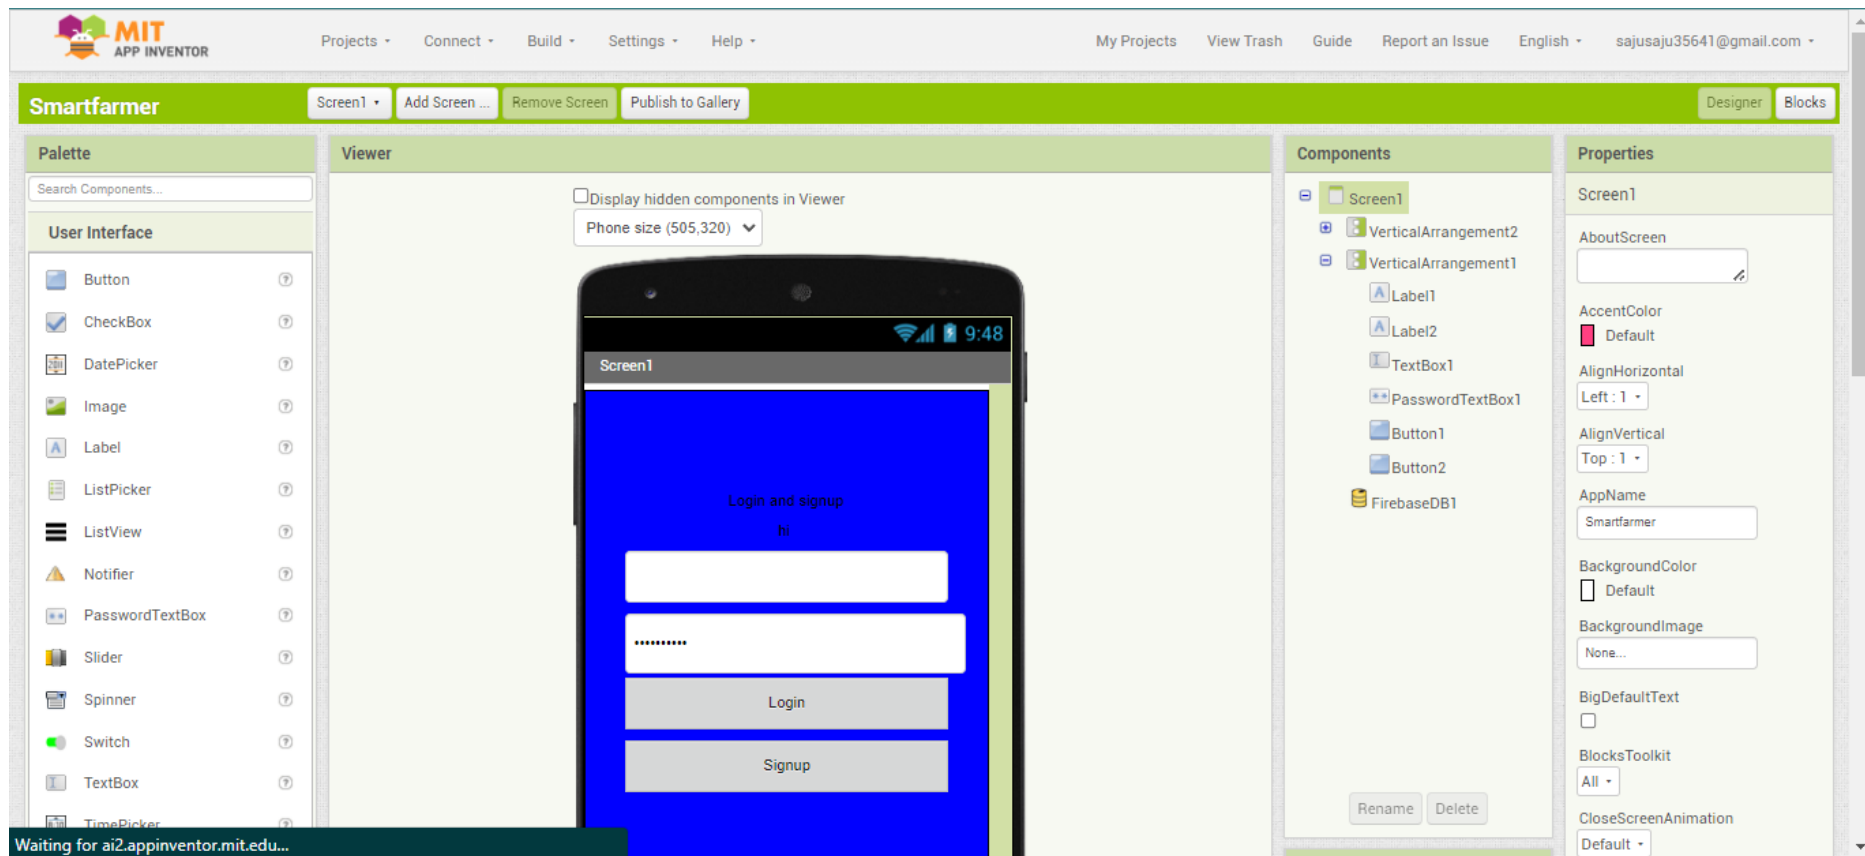 MIT
APP INVENTOR
Projects
Connect
Build
Settings
Help
My Projects
View Trash
Guide
Report an Issue
English
sajusaju35641@gmail.com
Smartfarmer
Screen1
Add Screen ...
Remove Screen
Publish to Gallery
Designer
Blocks
Palette
Search Components...
User Interface
Button
CheckBox
DatePicker
Image
Label
ListPicker
ListView
Notifier
PasswordTextBox
Slider
Spinner
Switch
TextBox
TimePicker
Viewer
Display hidden components in Viewer
Phone size (505,320)
9:48
Screen1
Login and signup
hi
••••••••••
Login
Signup
Components
Screen1
VerticalArrangement2
VerticalArrangement1
Label1
Label2
TextBox1
PasswordTextBox1
Button1
Button2
FirebaseDB1
Rename
Delete
Properties
Screen1
AboutScreen
AccentColor
Default
AlignHorizontal
Left : 1
AlignVertical
Top : 1
AppName
Smartfarmer
BackgroundColor
Default
BackgroundImage
None...
BigDefaultText
BlocksToolkit
All
CloseScreenAnimation
Default
Waiting for ai2.appinventor.mit.edu...